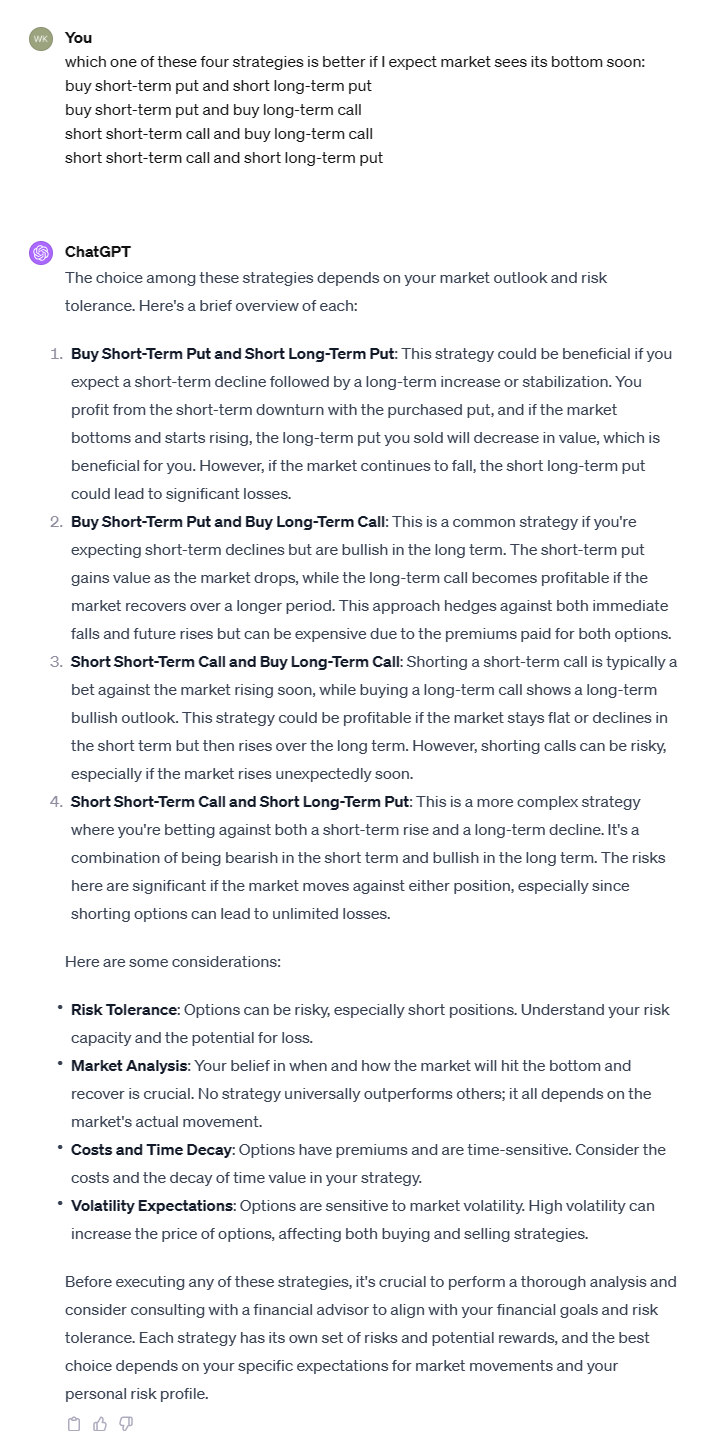 WK You
which one of these four strategies is better if I expect market sees its bottom soon:
buy short-term put and short long-term put
buy short-term put and buy long-term call
short short-term call and buy long-term call
short short-term call and short long-term put
ChatGPT
The choice among these strategies depends on your market outlook and risk
tolerance. Here's a brief overview of each:
1. Buy Short-Term Put and Short Long-Term Put: This strategy could be beneficial if you
expect a short-term decline followed by a long-term increase or stabilization. You
profit from the short-term downturn with the purchased put, and if the market
bottoms and starts rising, the long-term put you sold will decrease in value, which is
beneficial for you. However, if the market continues to fall, the short long-term put
could lead to significant losses.
2. Buy Short-Term Put and Buy Long-Term Call: This is a common strategy if you're
expecting short-term declines but are bullish in the long term. The short-term put
gains value as the market drops, while the long-term call becomes profitable if the
market recovers over a longer period. This approach hedges against both immediate
falls and future rises but can be expensive due to the premiums paid for both options.
3. Short Short-Term Call and Buy Long-Term Call: Shorting a short-term call is typically a
bet against the market rising soon, while buying a long-term call shows a long-term
bullish outlook. This strategy could be profitable if the market stays flat or declines in
the short term but then rises over the long term. However, shorting calls can be risky,
especially if the market rises unexpectedly soon.
4. Short Short-Term Call and Short Long-Term Put: This is a more complex strategy
where you're betting against both a short-term rise and a long-term decline. It's a
combination of being bearish in the short term and bullish in the long term. The risks
here are significant if the market moves against either position, especially since
shorting options can lead to unlimited losses.
Here are some considerations:
• Risk Tolerance: Options can be risky, especially short positions. Understand your risk
capacity and the potential for loss.
• Market Analysis: Your belief in when and how the market will hit the bottom and
recover is crucial. No strategy universally outperforms others; it all depends on the
market's actual movement.
• Costs and Time Decay: Options have premiums and are time-sensitive. Consider the
costs and the decay of time value in your strategy.
• Volatility Expectations: Options are sensitive to market volatility. High volatility can
increase the price of options, affecting both buying and selling strategies.
Before executing any of these strategies, it's crucial to perform a thorough analysis and
consider consulting with a financial advisor to align with your financial goals and risk
tolerance. Each strategy has its own set of risks and potential rewards, and the best
choice depends on your specific expectations for market movements and your
personal risk profile.